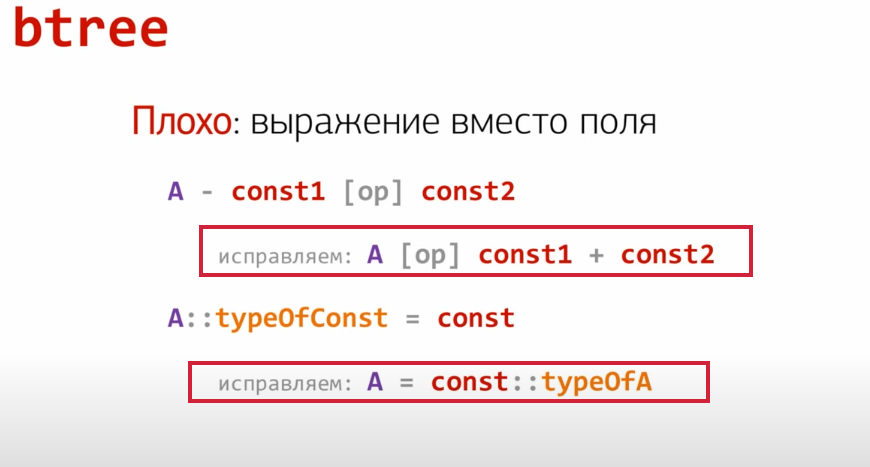 btree
Плохо: выражение вместо поля
A - const1 [op] const2
исправляем: A [op] const1 + const2
A::typeOfConst = const
исправляем: A = const::typeOfA